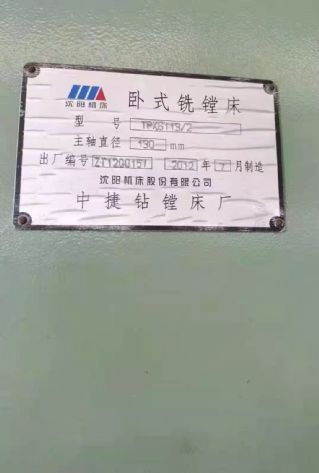 沈阳机床
卧式铣镗床
型 号 TPX6113/2
主轴直径 130 mm
出厂编号 ZT1200151 2012 年 7 月制造
沈阳机床股份有限公司
中捷钻镗床厂